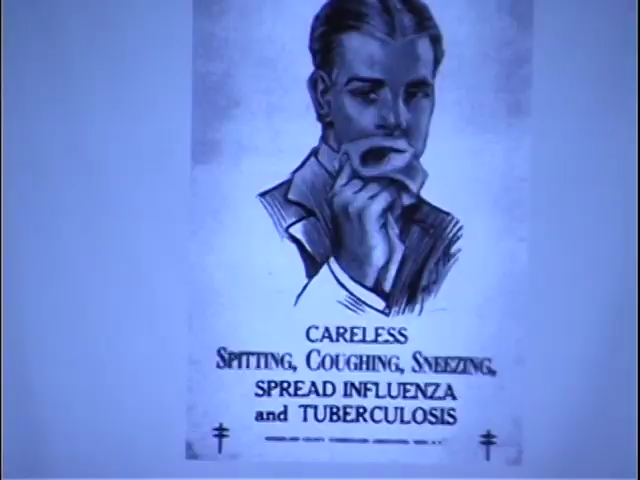 CARELESS
SPITTING, COUGHING, SNEEZING,
SPREAD INFLUENZA
and TUBERCULOSIS